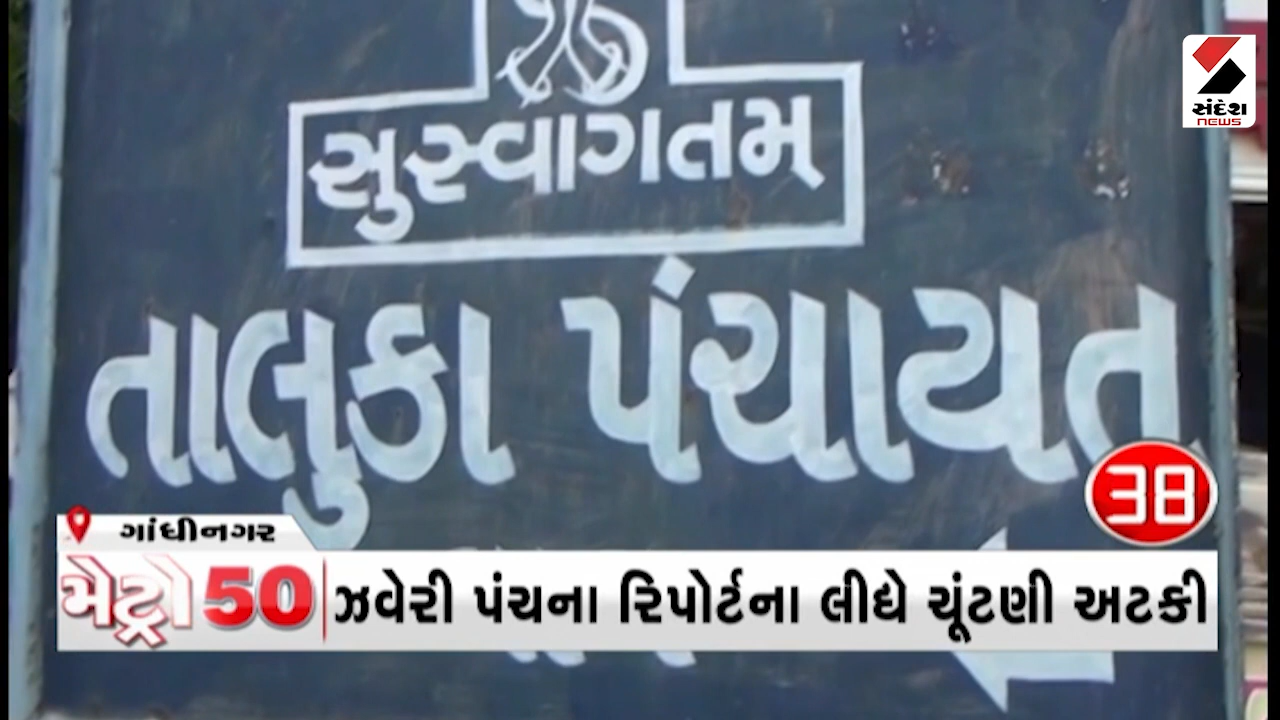 સંદેશ
NEWS
સુસ્વાગતમ્
તાલુકા પંચાયત
38
ગાંધીનગર
મેટ્રો 50 ઝવેરી પંચના રિપોર્ટના લીધે ચૂંટણી અટકી